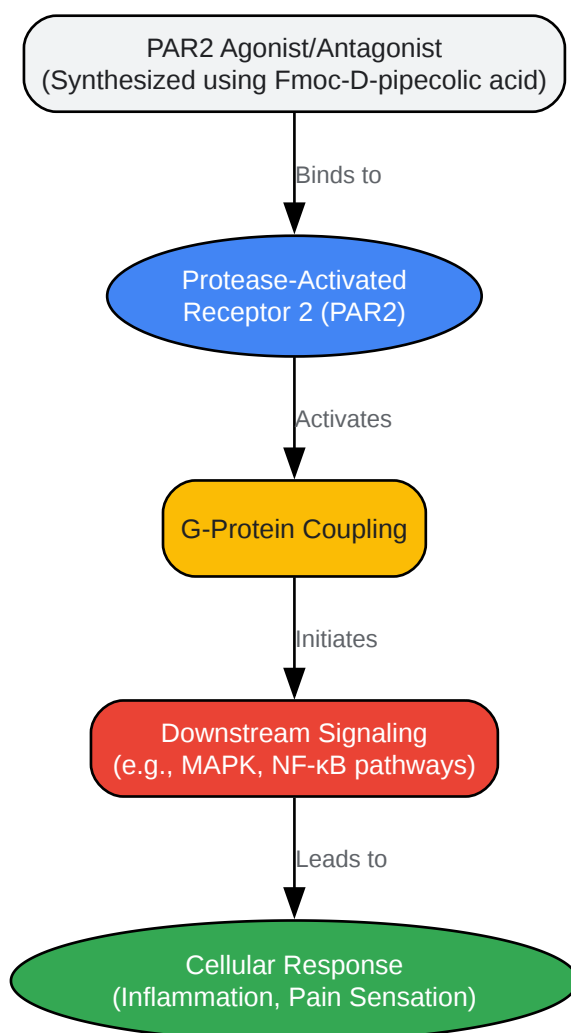 PAR2 Agonist/Antagonist
(Synthesized using Fmoc-D-pipecolic acid)
Binds to
Protease-Activated
Receptor 2 (PAR2)
Activates
G-Protein Coupling
Initiates
Downstream Signaling
(e.g., MAPK, NF-κB pathways)
Leads to
Cellular Response
(Inflammation, Pain Sensation)